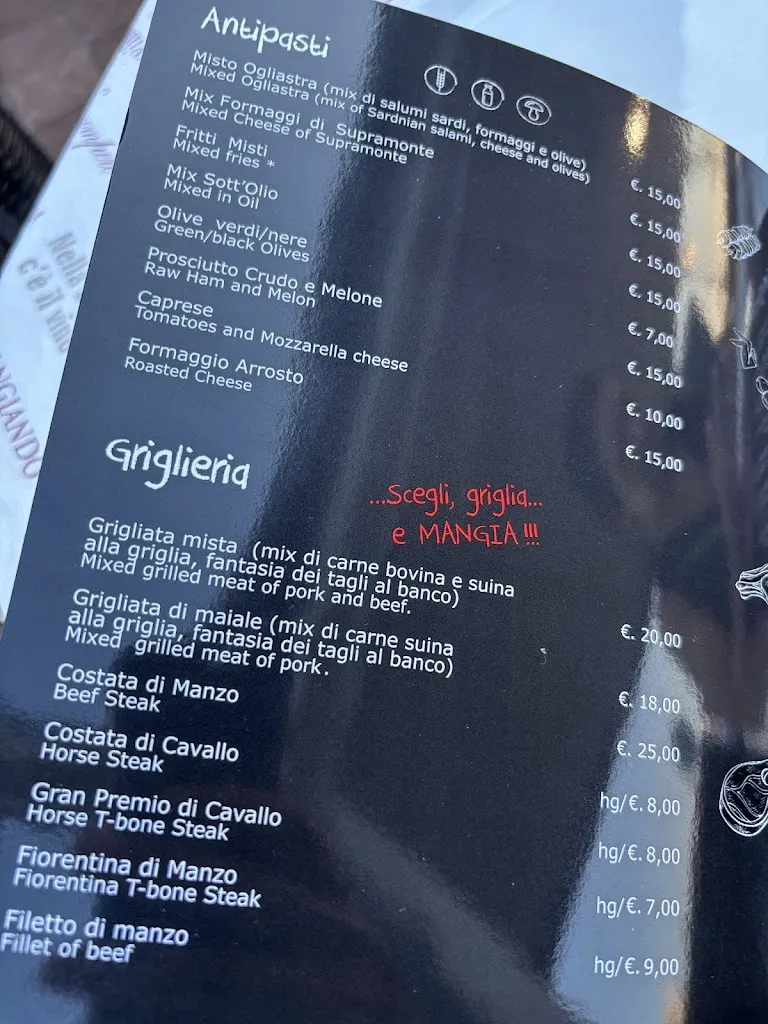 Antipasti
Misto Ogliastra (mix di salumi sardi, formaggi e olive)
Mixed Ogliastra (mix of Sardnian salami, cheese and olives)
€. 15,00
Mix Formaggi di Supramonte
Mixed Cheese of Supramonte
€. 15,00
Fritti Misti
Mixed fries *
€. 15,00
Mix Sott'Olio
Mixed in Oil
€. 15,00
Olive verdi/nere
Green/black Olives
€. 7,00
Prosciutto Crudo e Melone
Raw Ham and Melon
€. 15,00
Caprese
Tomatoes and Mozzarella cheese
€. 10,00
Formaggio Arrosto
Roasted Cheese
€. 15,00
Griglieria
...Scegli, griglia...
e MANGIA !!!
Grigliata mista (mix di carne bovina e suina
alla griglia, fantasia dei tagli al banco)
Mixed grilled meat of pork and beef.
€. 20,00
Grigliata di maiale (mix di carne suina
alla griglia, fantasia dei tagli al banco)
Mixed grilled meat of pork.
€. 18,00
Costata di Manzo
Beef Steak
€. 25,00
Costata di Cavallo
Horse Steak
hg/€. 8,00
Gran Premio di Cavallo
Horse T-bone Steak
hg/€. 8,00
Fiorentina di Manzo
Fiorentina T-bone Steak
hg/€. 7,00
Filetto di manzo
Fillet of beef
hg/€. 9,00
c'è il
ANGIANDO